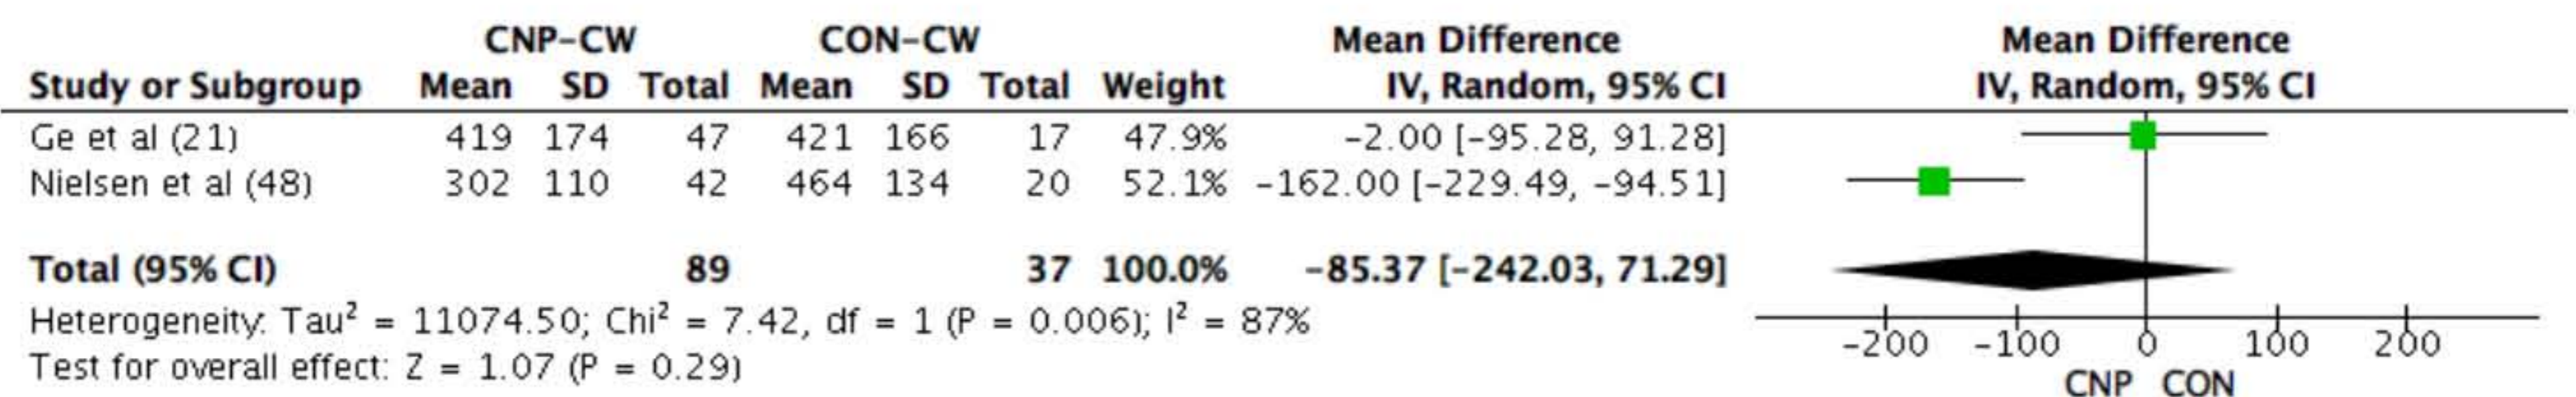 CNP-CW CON-CW Mean Difference Mean Difference
Study or Subgroup Mean SD Total Mean SD Total Weight IV, Random, 95% CI IV, Random, 95% CI
Ge et al (21) 419 174 47 421 166 17 47.9% -2.00 [-95.28, 91.28]
Nielsen et al (48) 302 110 42 464 134 20 52.1% -162.00 [-229.49, -94.51]
Total (95% CI) 89 37 100.0% -85.37 [-242.03, 71.29]
Heterogeneity: Tau² = 11074.50; Chi² = 7.42, df = 1 (P = 0.006); I² = 87%
Test for overall effect: Z = 1.07 (P = 0.29)
-200 -100 0 100 200
CNP CON